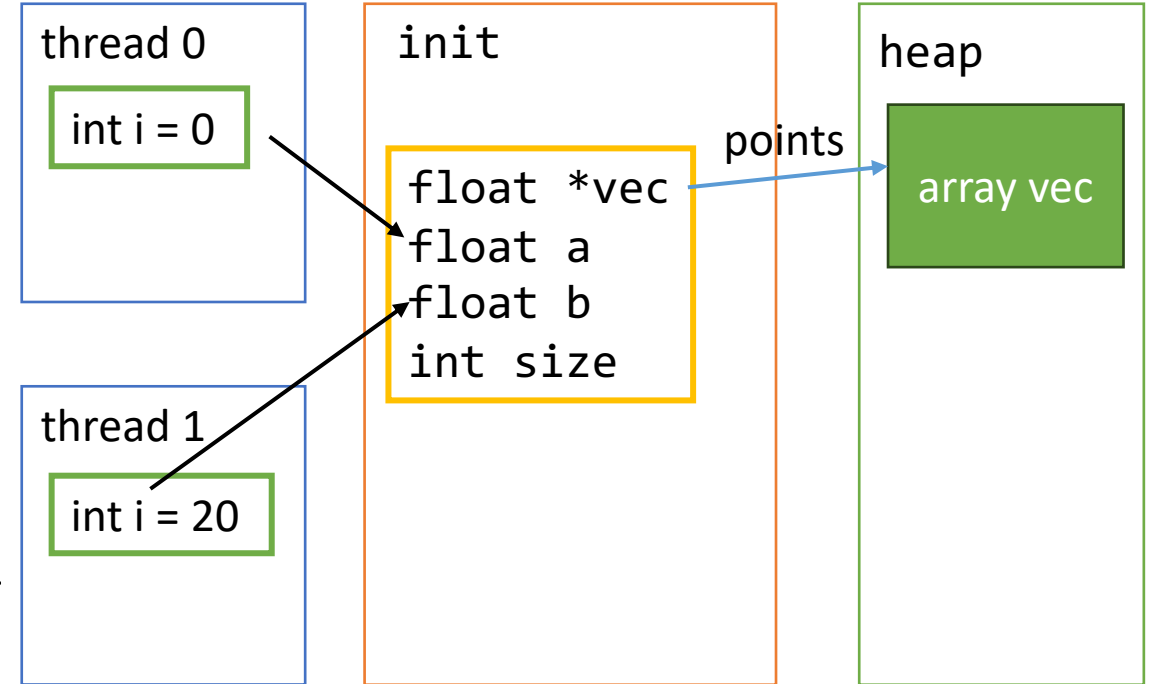 thread 0
int i = 0
thread 1
int i = 20
init
float *vec
float a
float b
int size
points
heap
array vec